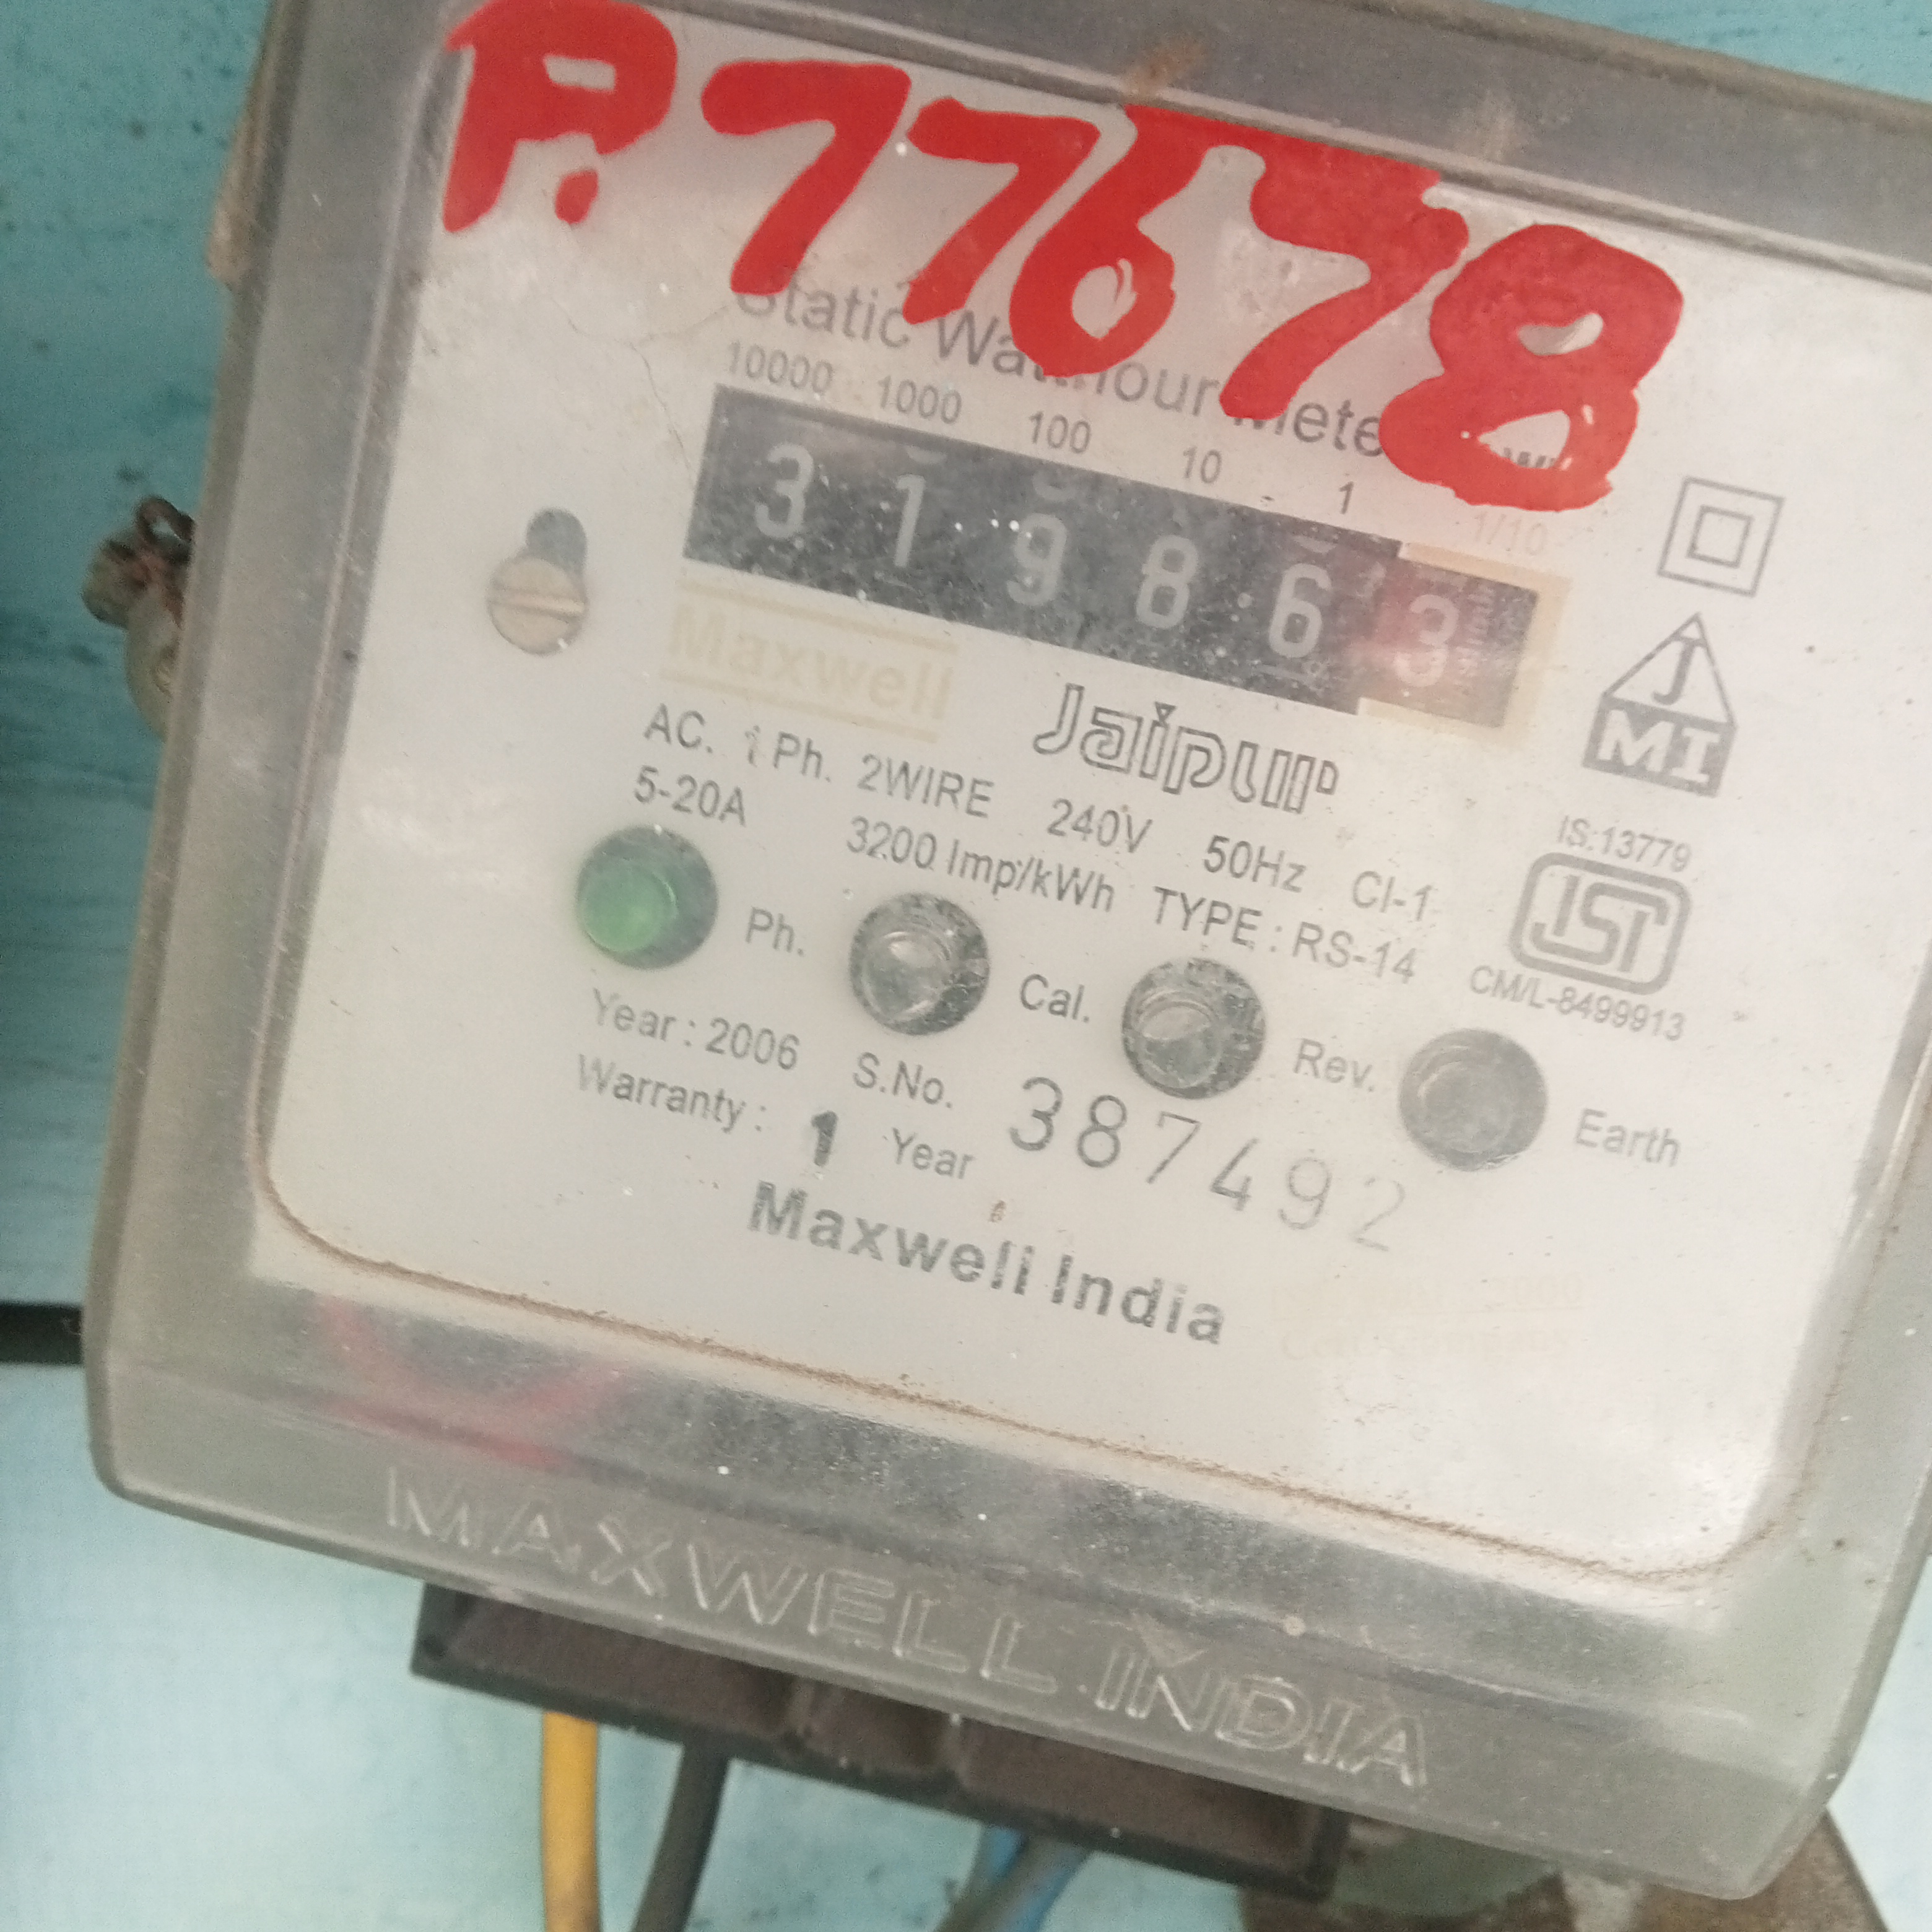 P.77678
Static Watthour Meter
10000 1000 100 10 1 1/10
3 1 9 8 6 3
Maxwell
Jaipur
J
MI
AC. 1 Ph. 2WIRE 240V 50Hz Cl-1
5-20A 3200 Imp/kWh TYPE : RS-14
IS:13779
ISI
CM/L-8499913
Ph. Cal. Rev. Earth
Year : 2006 S.No. 387492
Warranty : 1 Year
Maxwell India
MAXWELL INDIA